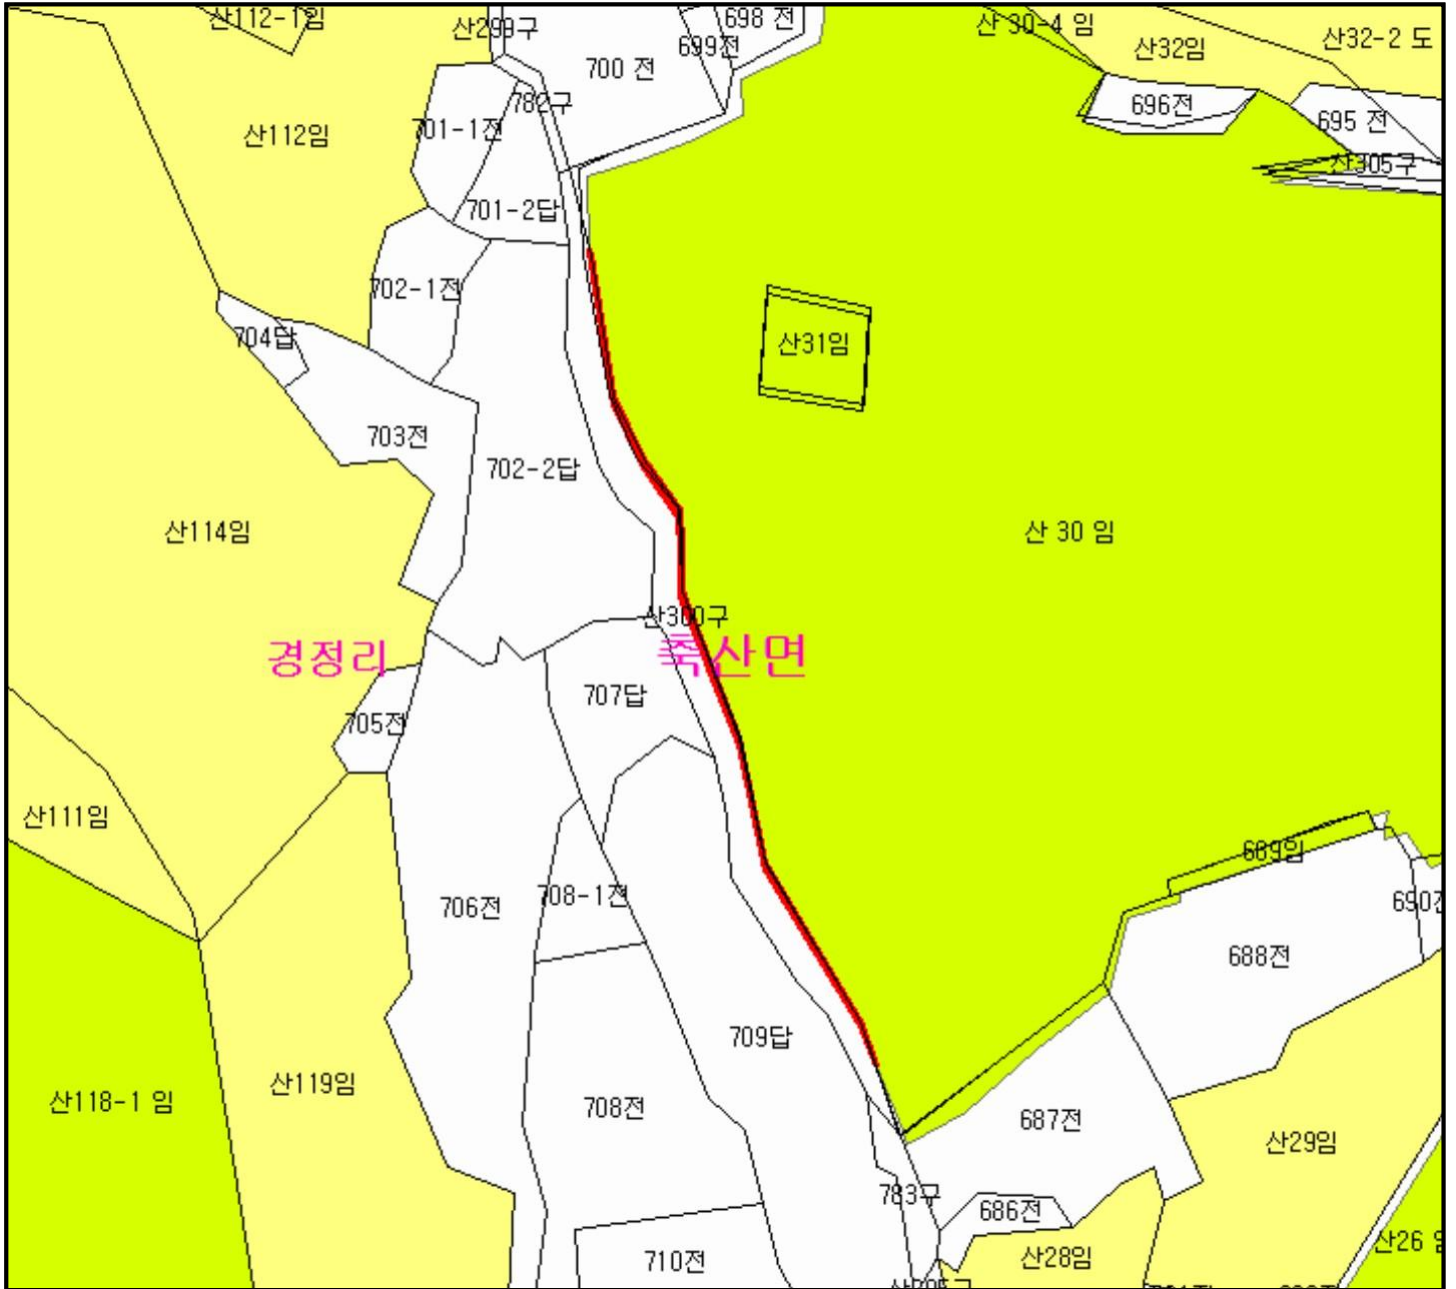 산112-1임
산299구
698 전
699전
700 전
산 30-4 임
산32임
산32-2 도
782구
696전
695 전
701-1전
산112임
산305구
701-2답
702-1전
704답
산31임
703전
702-2답
산114임
산 30 임
산300구
경정리
축산면
707답
705전
산111임
689임
708-1전
706전
690전
688전
709답
산119임
산118-1 임
708전
687전
산29임
783구
686전
710전
산28임
산26